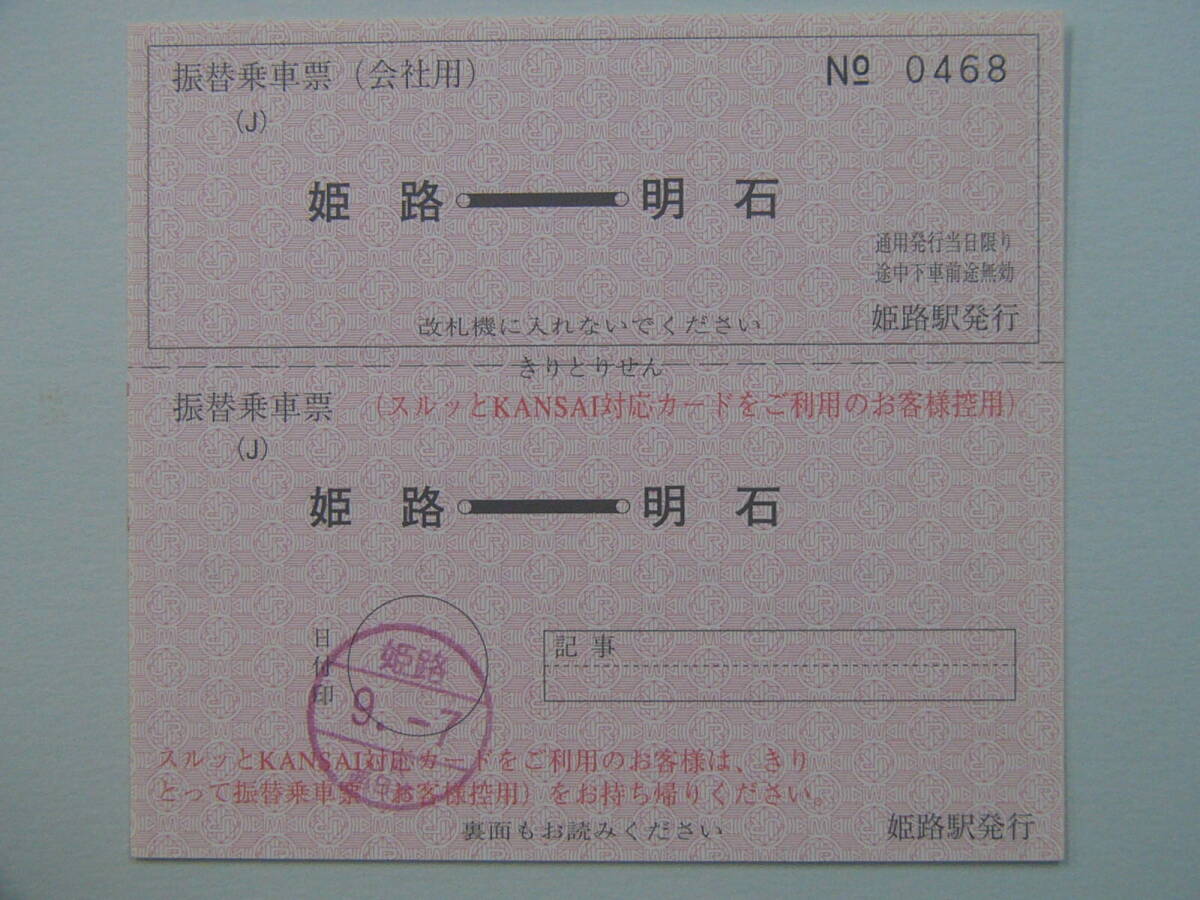 振替乗車票（会社用） № 0468
（J）
姫路 明石
通用発行当日限り
途中下車前途無効
改札機に入れないでください 姫路駅発行
きりとりせん
振替乗車票 （スルッとKANSAI対応カードをご利用のお客様控用）
（J）
姫路 明石
日付印
姫路
9.-7
記事
スルッとKANSAI対応カードをご利用のお客様は、きり
とって振替乗車票（お客様控用）をお持ち帰りください。
裏面もお読みください 姫路駅発行